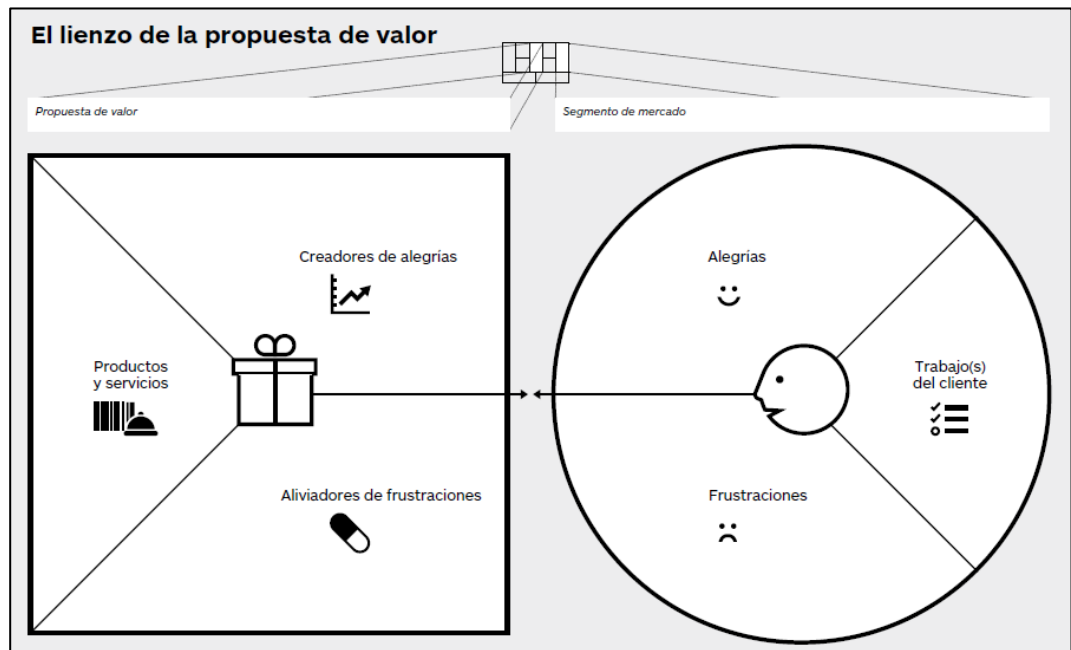 El lienzo de la propuesta de valor
Propuesta de valor
Segmento de mercado
Creadores de alegrías
Productos
y servicios
Aliviadores de frustraciones
Alegrías
Trabajo(s)
del cliente
Frustraciones